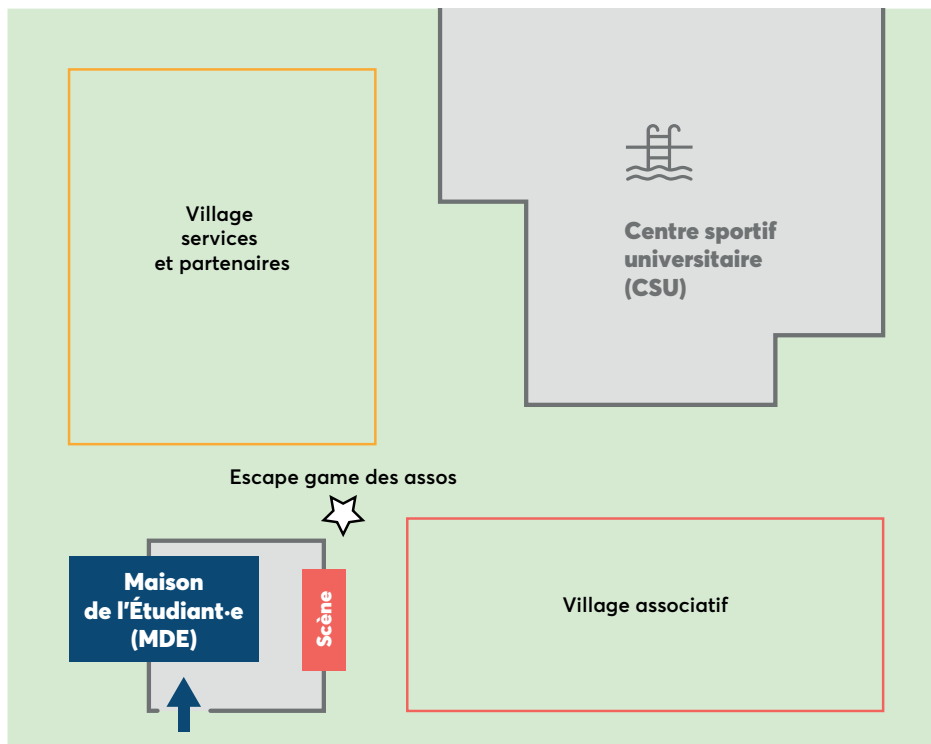 Village
services
et partenaires
Centre sportif
universitaire
(CSU)
Escape game des assos
Maison
de l'Étudiant·e
(MDE)
Scène
Village associatif